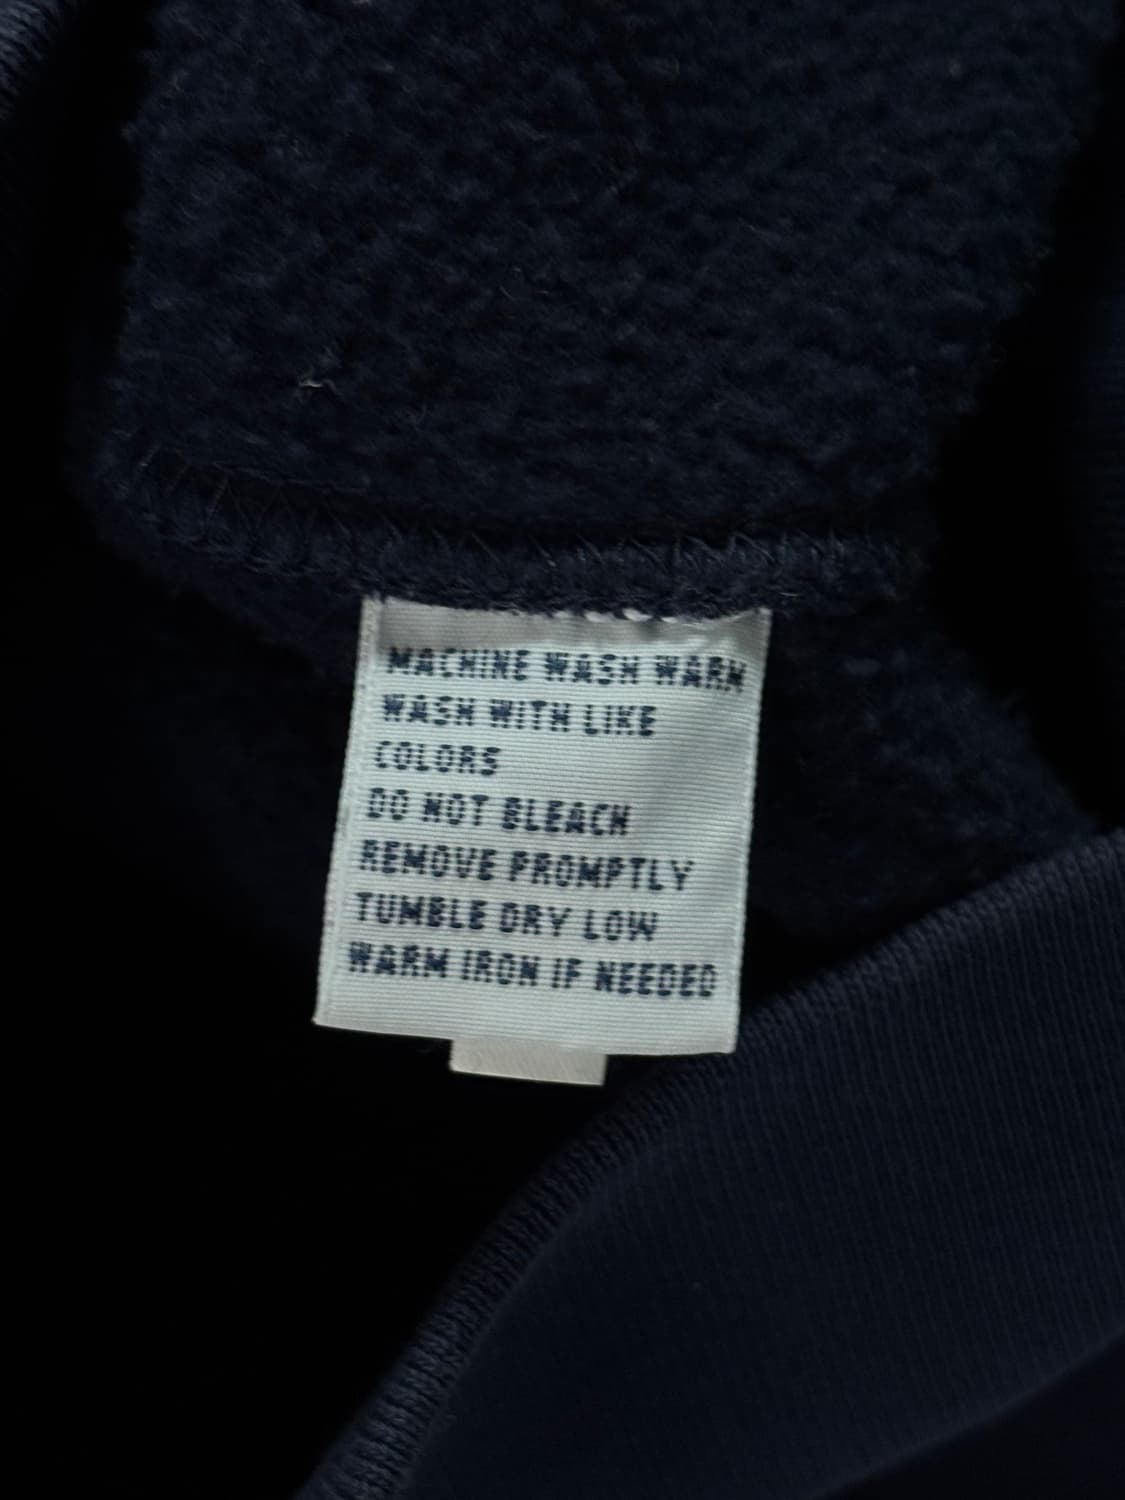 MACHINE WASH WARM
WASH WITH LIKE
COLORS
DO NOT BLEACH
REMOVE PROMPTLY
TUMBLE DRY LOW
WARM IRON IF NEEDED